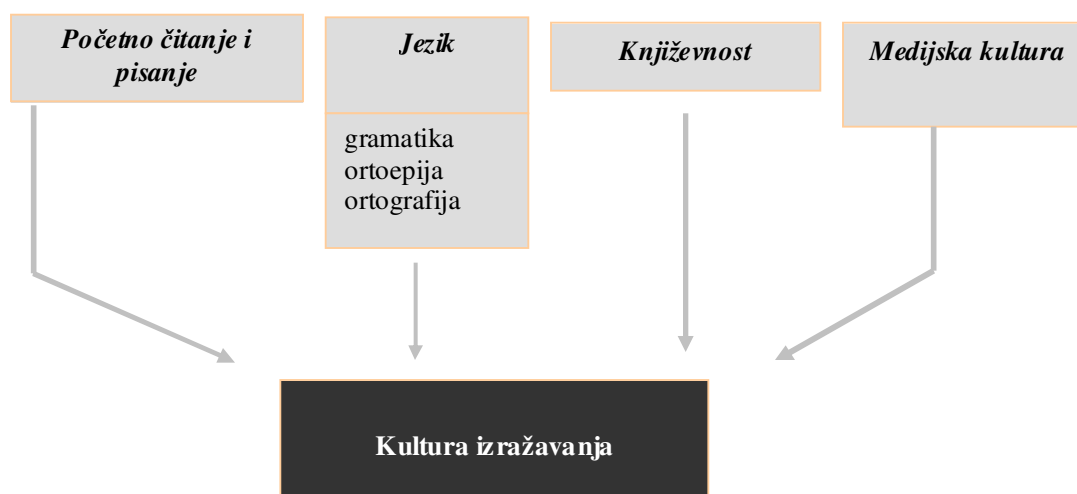 Početno čitanje i
pisanje
Jezik
gramatika
ortoepija
ortografija
Književnost
Medijska kultura
Kultura izražavanja